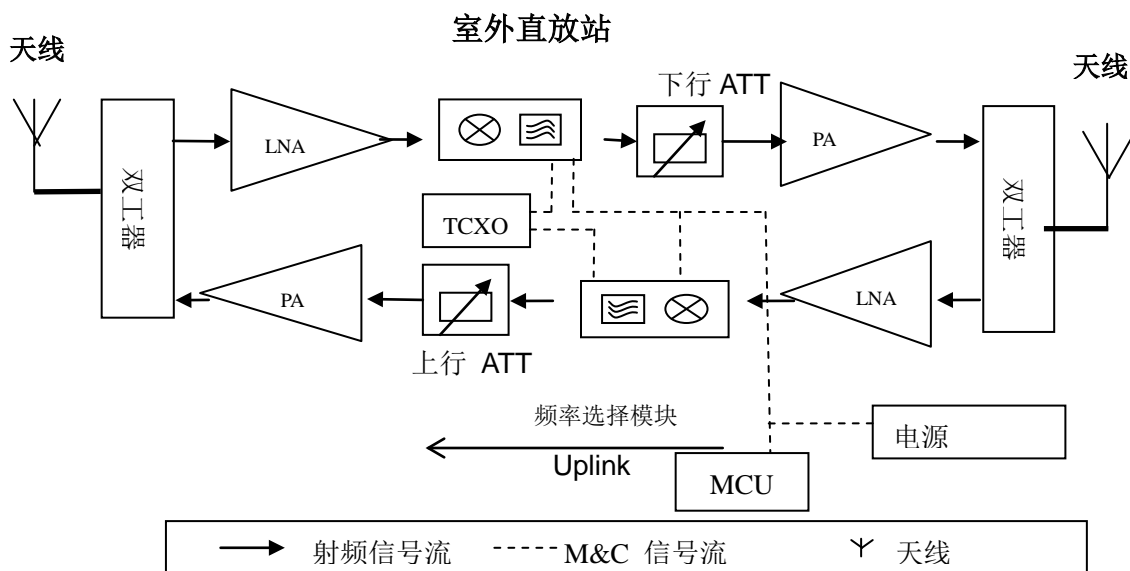 室外直放站
天线
天线
下行 ATT
LNA
PA
双工器
双工器
TCXO
PA
LNA
上行 ATT
频率选择模块
电源
Uplink
MCU
射频信号流
M&C 信号流
天线